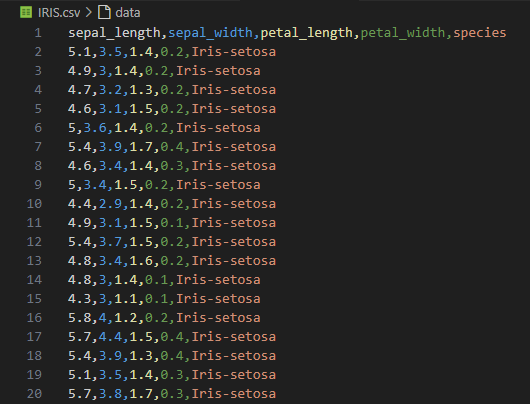 IRIS.csv > data
1 sepal_length,sepal_width,petal_length,petal_width,species
2 5.1,3.5,1.4,0.2,Iris-setosa
3 4.9,3,1.4,0.2,Iris-setosa
4 4.7,3.2,1.3,0.2,Iris-setosa
5 4.6,3.1,1.5,0.2,Iris-setosa
6 5,3.6,1.4,0.2,Iris-setosa
7 5.4,3.9,1.7,0.4,Iris-setosa
8 4.6,3.4,1.4,0.3,Iris-setosa
9 5,3.4,1.5,0.2,Iris-setosa
10 4.4,2.9,1.4,0.2,Iris-setosa
11 4.9,3.1,1.5,0.1,Iris-setosa
12 5.4,3.7,1.5,0.2,Iris-setosa
13 4.8,3.4,1.6,0.2,Iris-setosa
14 4.8,3,1.4,0.1,Iris-setosa
15 4.3,3,1.1,0.1,Iris-setosa
16 5.8,4,1.2,0.2,Iris-setosa
17 5.7,4.4,1.5,0.4,Iris-setosa
18 5.4,3.9,1.3,0.4,Iris-setosa
19 5.1,3.5,1.4,0.3,Iris-setosa
20 5.7,3.8,1.7,0.3,Iris-setosa